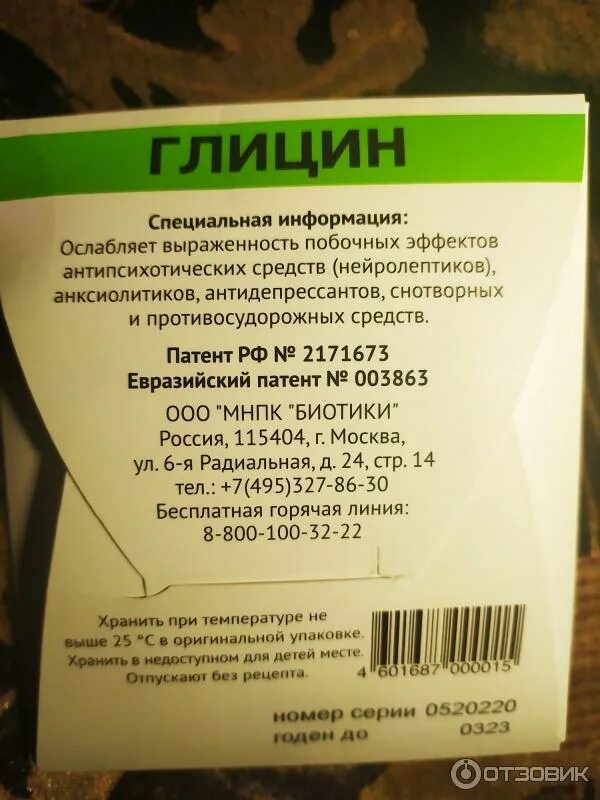 ГЛИЦИН
Специальная информация:
Ослабляет выраженность побочных эффектов
антипсихотических средств (нейролептиков),
анксиолитиков, антидепрессантов, снотворных
и противосудорожных средств.
Патент РФ № 2171673
Евразийский патент № 003863
ООО "МНПК "БИОТИКИ"
Россия, 115404, г. Москва,
ул. 6-я Радиальная, д. 24, стр. 14
тел.: +7(495)327-86-30
Бесплатная горячая линия:
8-800-100-32-22
Хранить при температуре не
выше 25 °С в оригинальной упаковке.
Хранить в недоступном для детей месте.
Отпускают без рецепта.
4 601687 000015
номер серии 0520220
годен до 0323
ОТЗОВИК